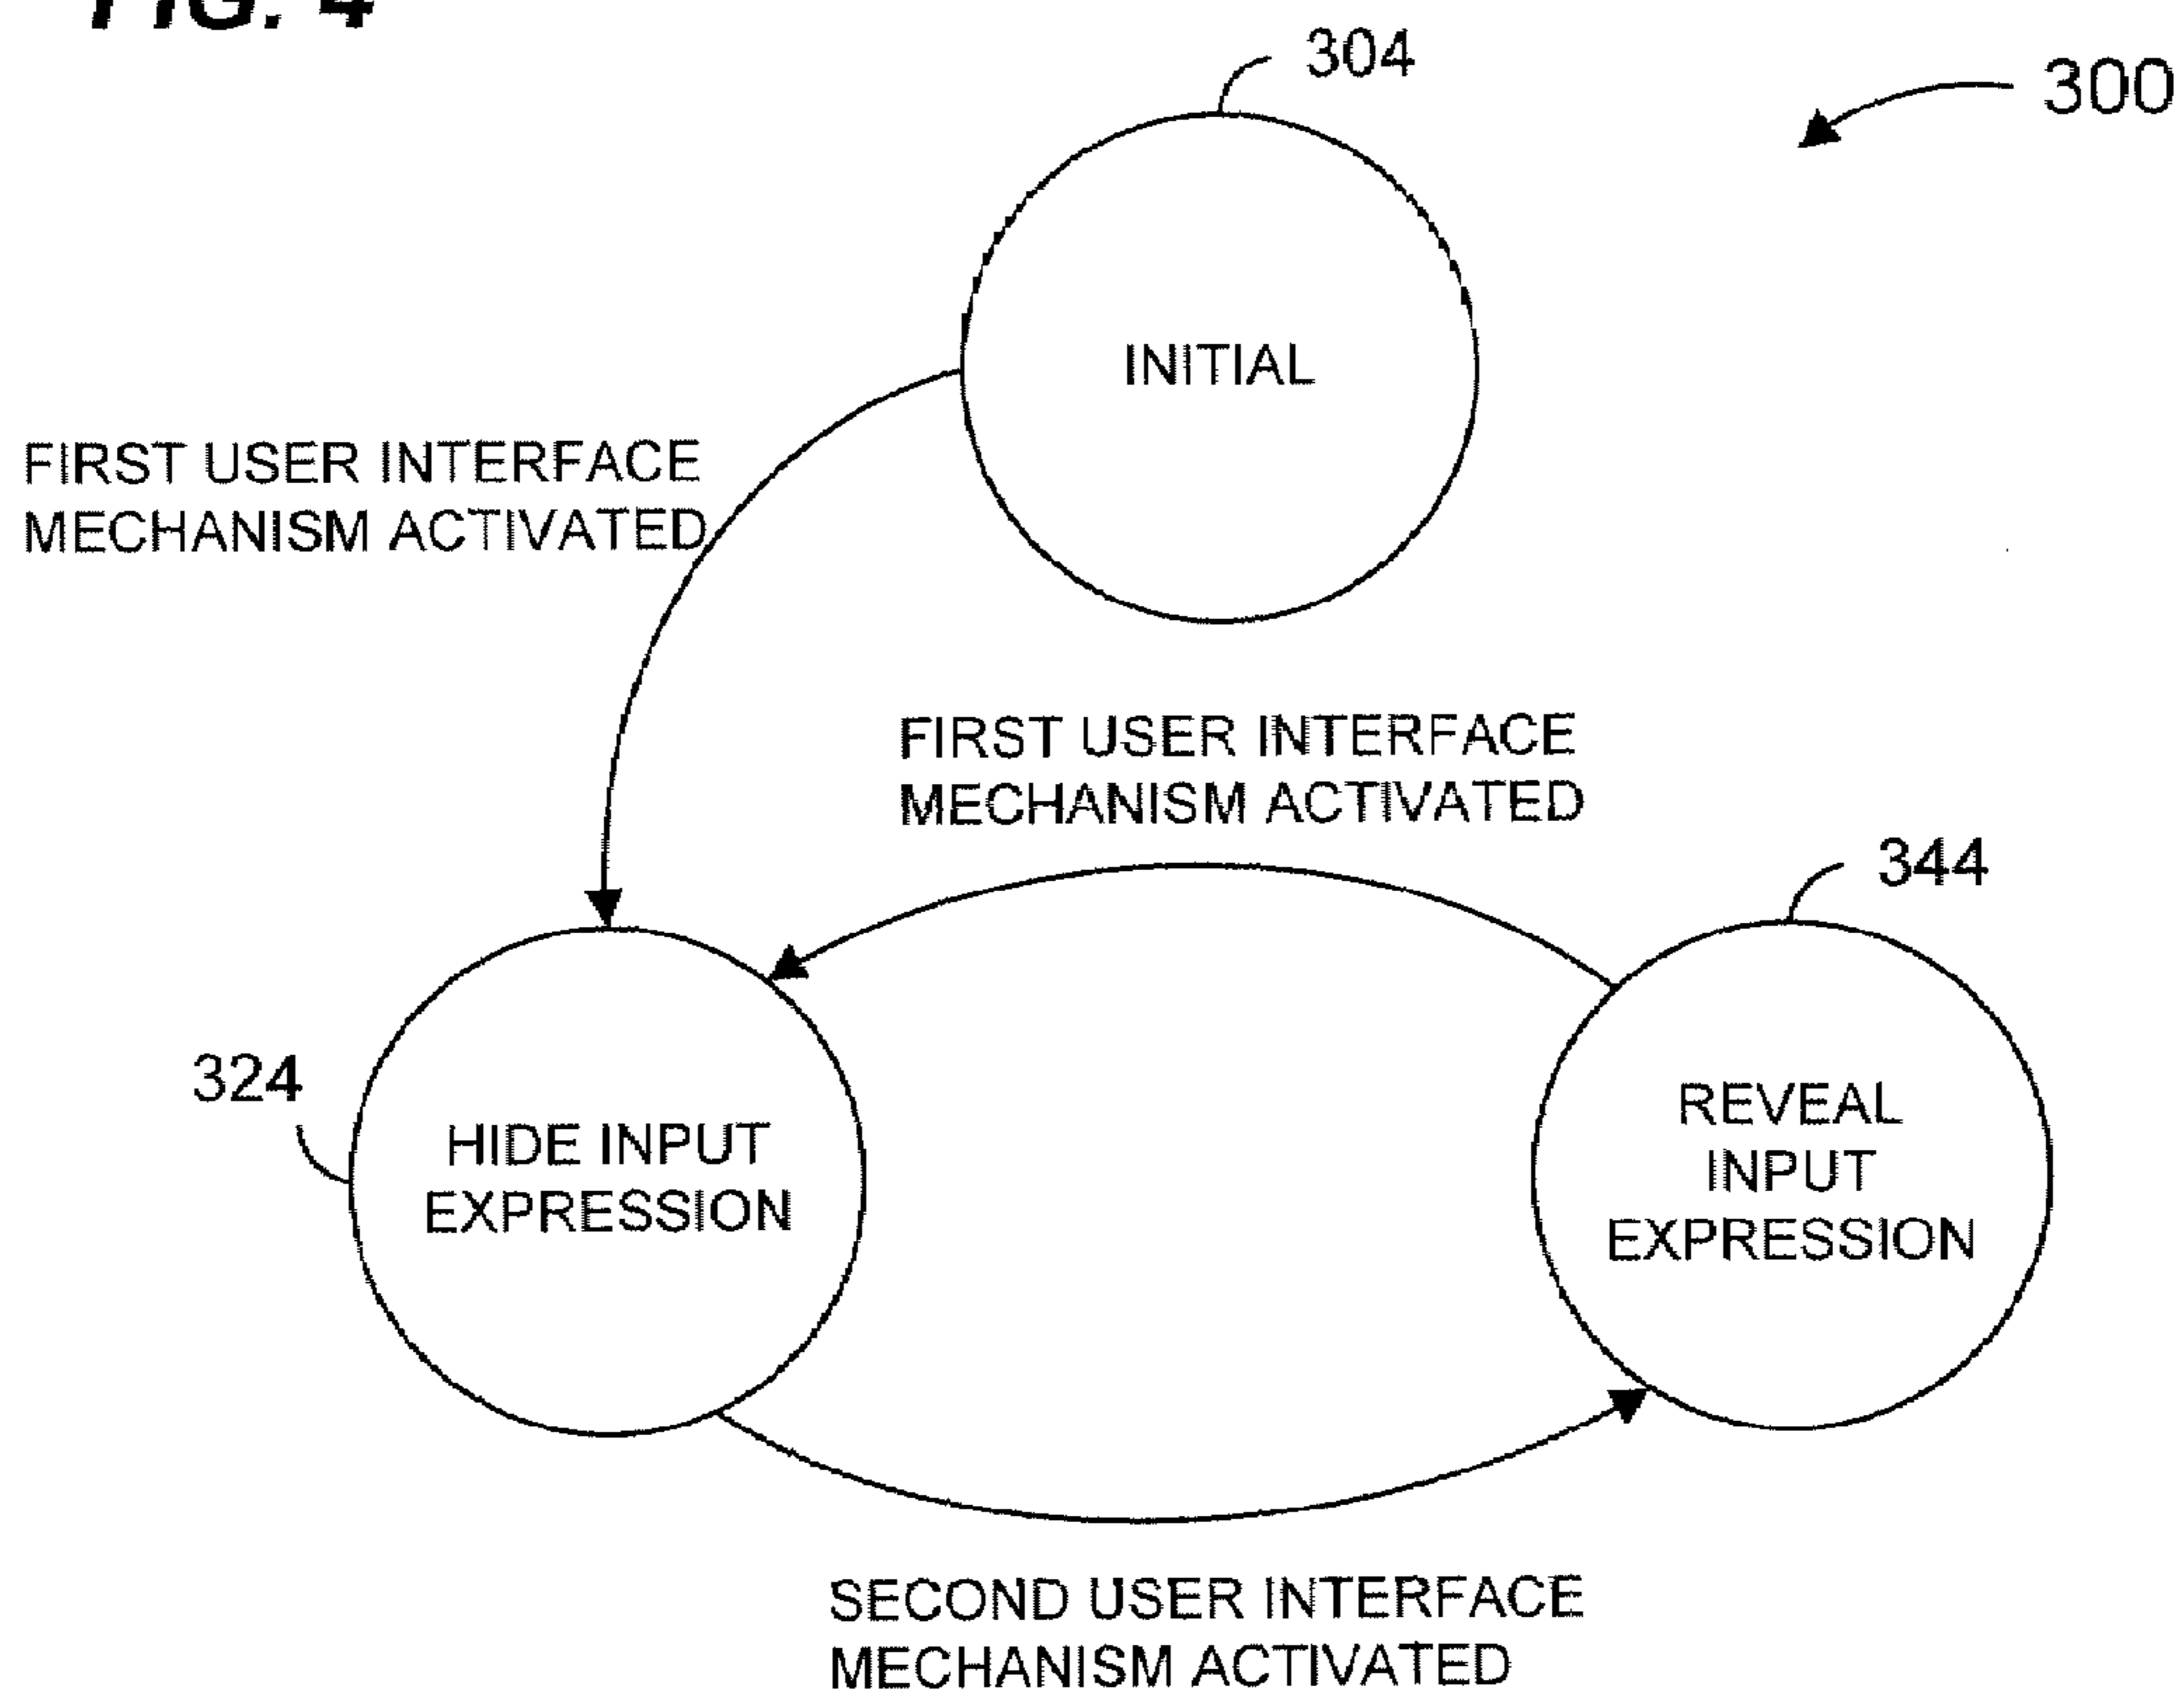 FIG. 4
304
300
INITIAL
FIRST USER INTERFACE
MECHANISM ACTIVATED
FIRST USER INTERFACE
MECHANISM ACTIVATED
344
324
HIDE INPUT
EXPRESSION
REVEAL
INPUT
EXPRESSION
SECOND USER INTERFACE
MECHANISM ACTIVATED